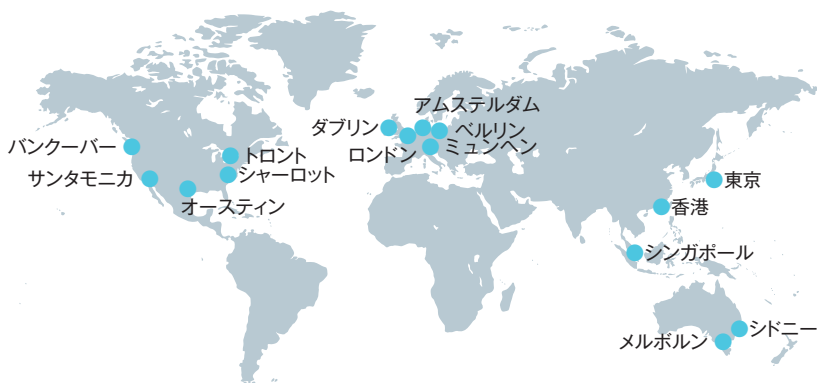 アムステルダム
ダブリン
ベルリン
バンクーバー
トロント
ロンドン
ミュンヘン
サンタモニカ
シャーロット
東京
オースティン
香港
シンガポール
シドニー
メルボルン